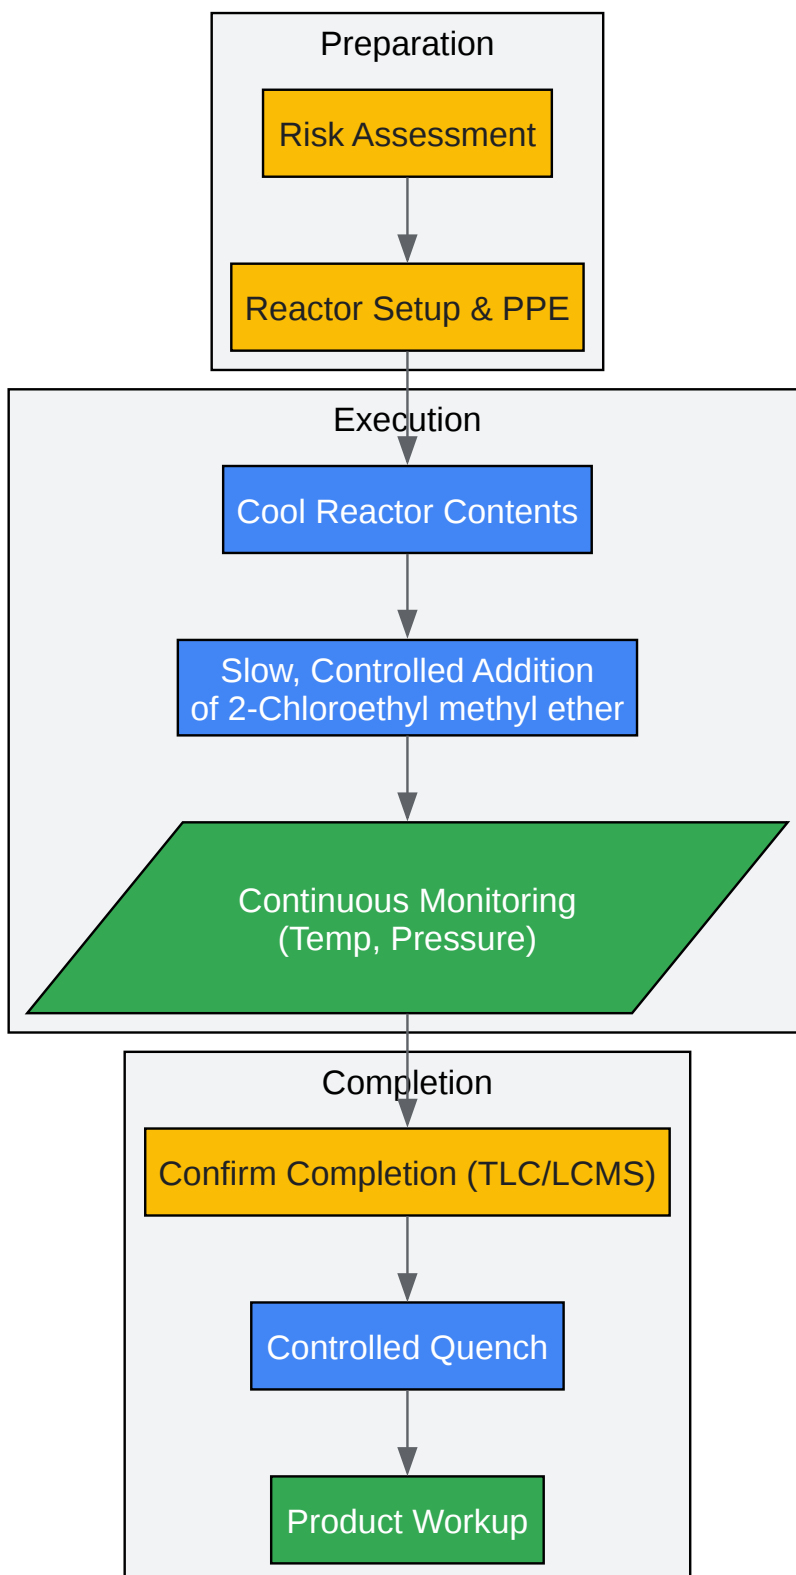 Preparation
Risk Assessment
Reactor Setup & PPE
Execution
Cool Reactor Contents
Slow, Controlled Addition
of 2-Chloroethyl methyl ether
Continuous Monitoring
(Temp, Pressure)
Completion
Confirm Completion (TLC/LCMS)
Controlled Quench
Product Workup